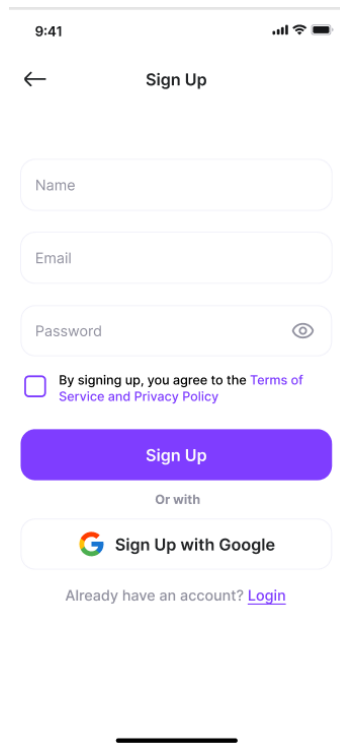 9:41
Sign Up
Name
Email
Password
By signing up, you agree to the Terms of
Service and Privacy Policy
Sign Up
Or with
Sign Up with Google
Already have an account? Login